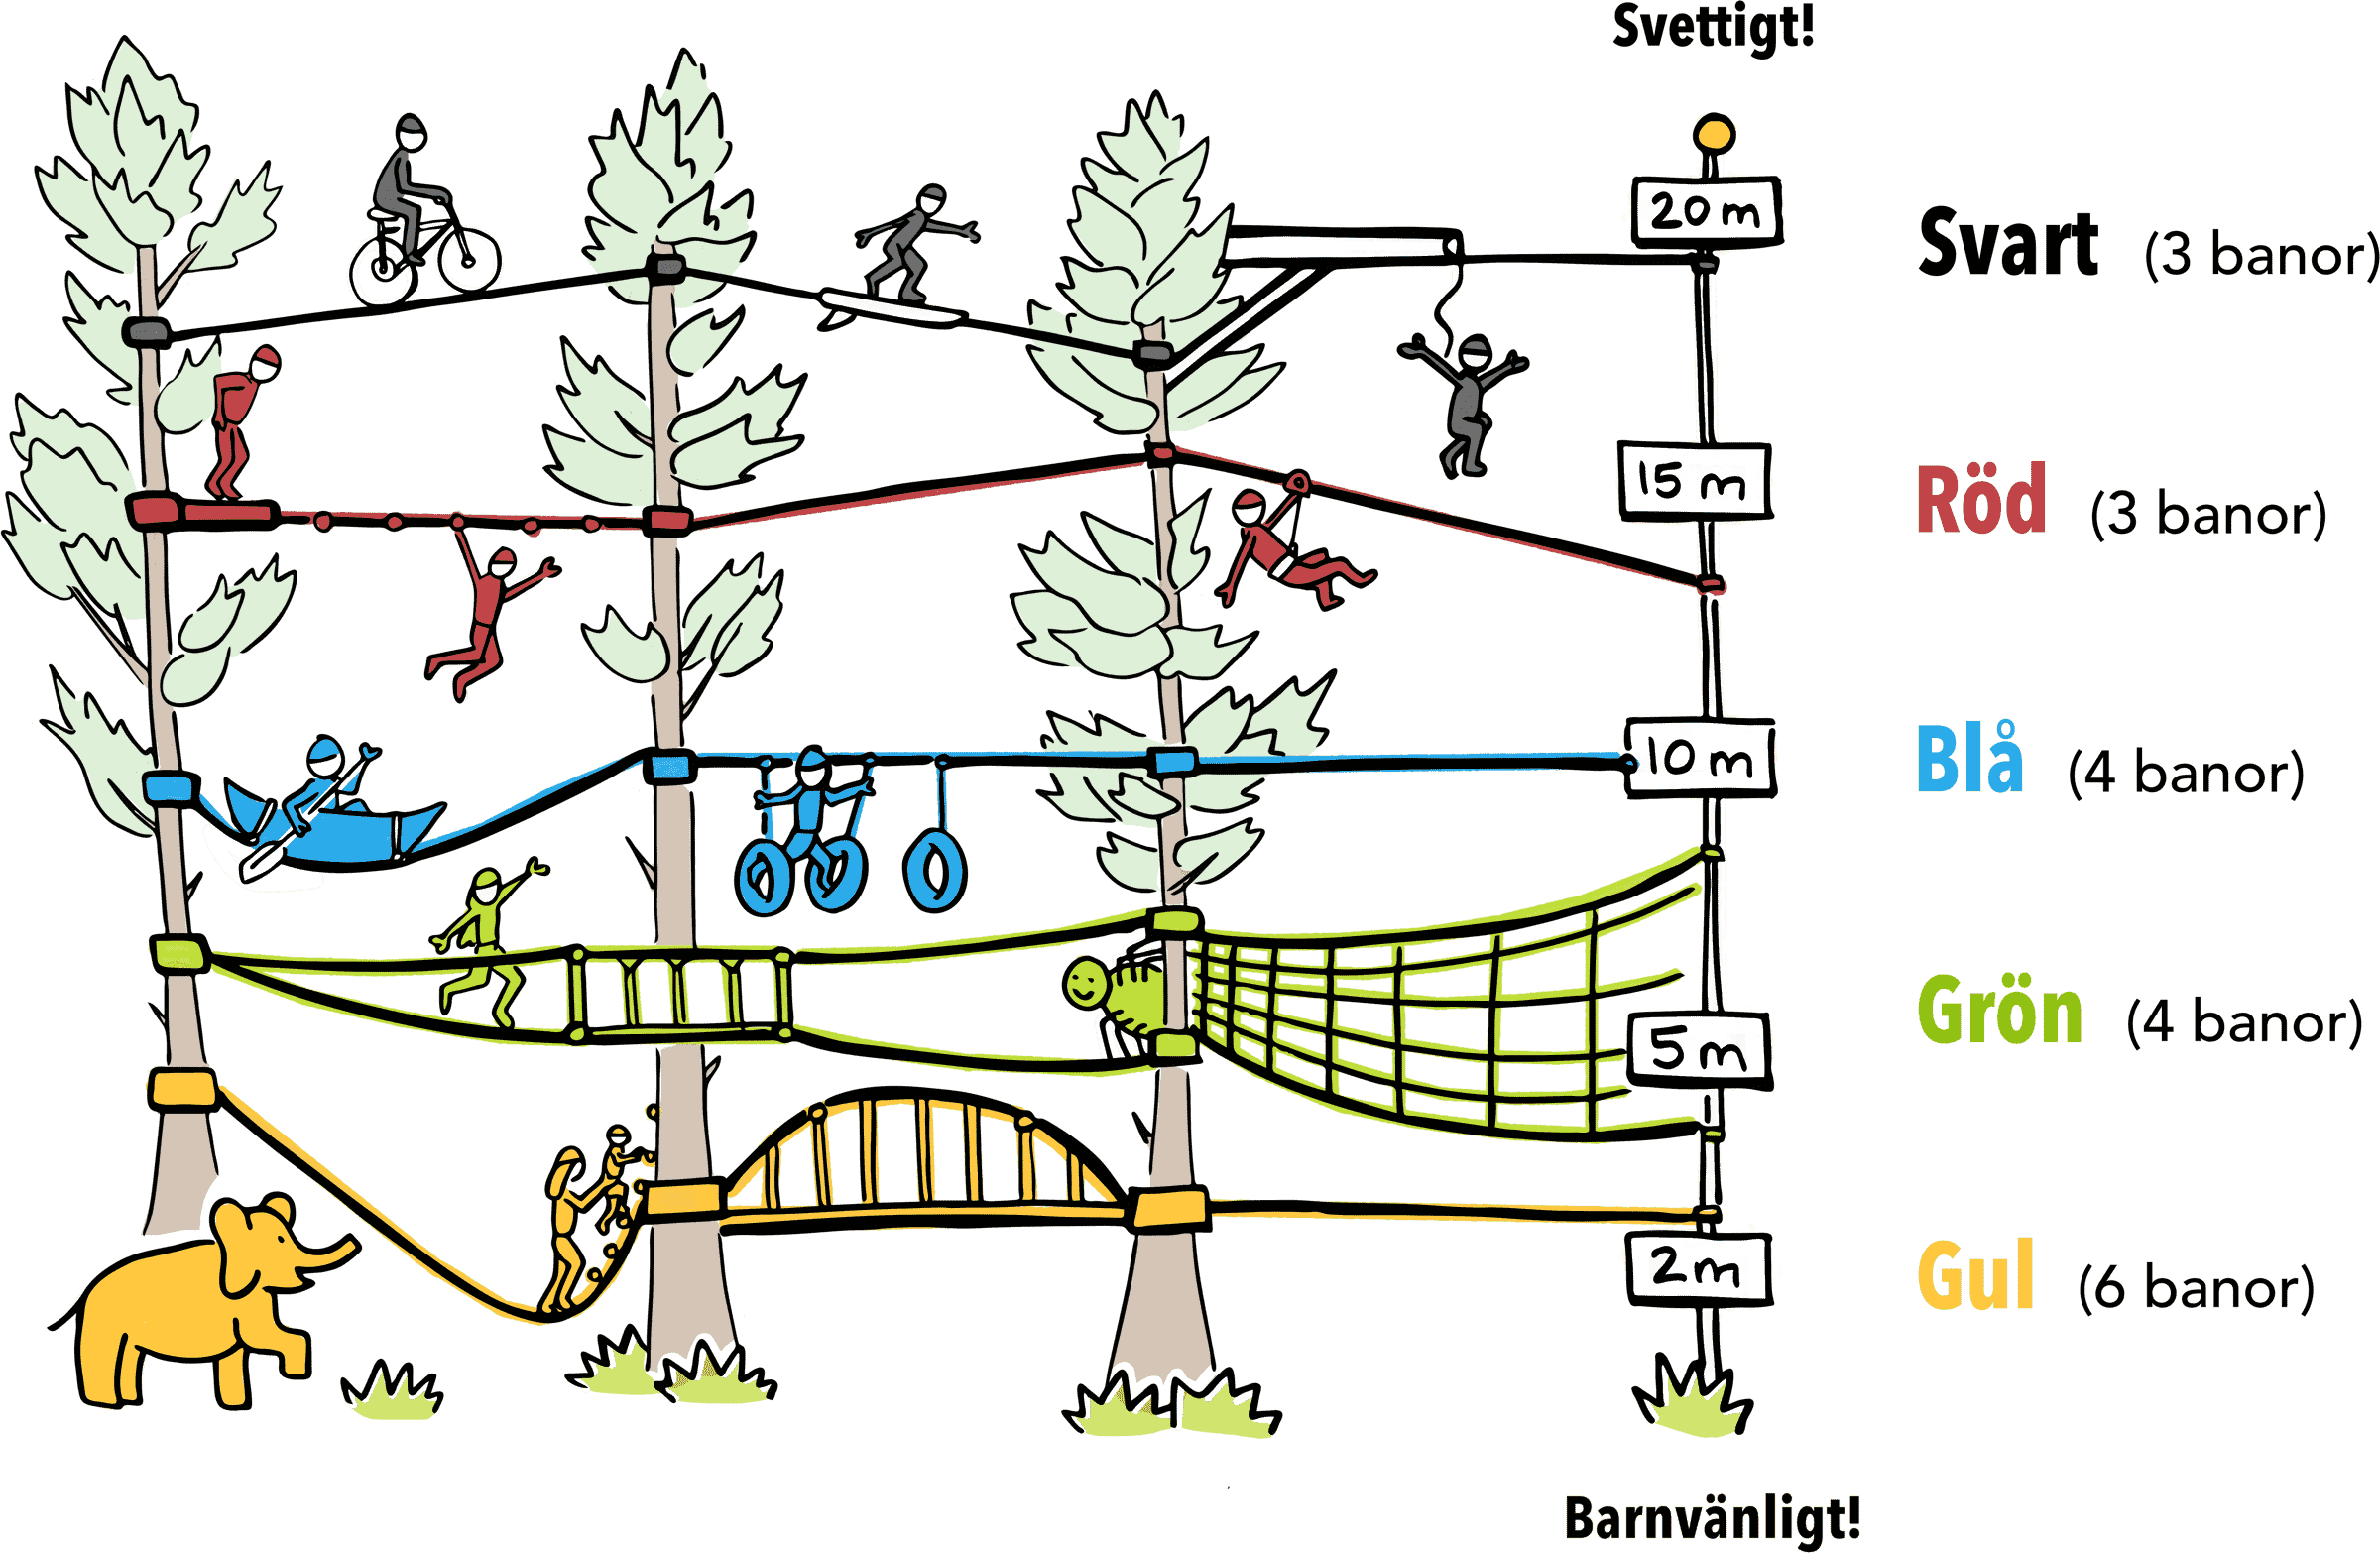 Svettigt!
20 m
Svart (3 banor)
15 m
Röd (3 banor)
10 m
Blå (4 banor)
5 m
Grön (4 banor)
2 m
Gul (6 banor)
Barnvänligt!